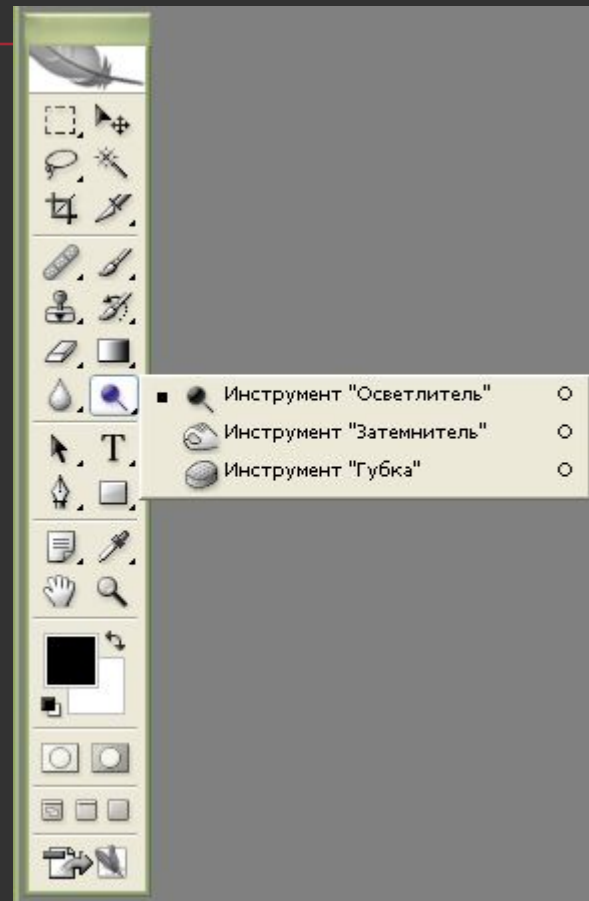 Инструмент "Осветлитель" O
Инструмент "Затемнитель" O
Инструмент "Губка" O
T